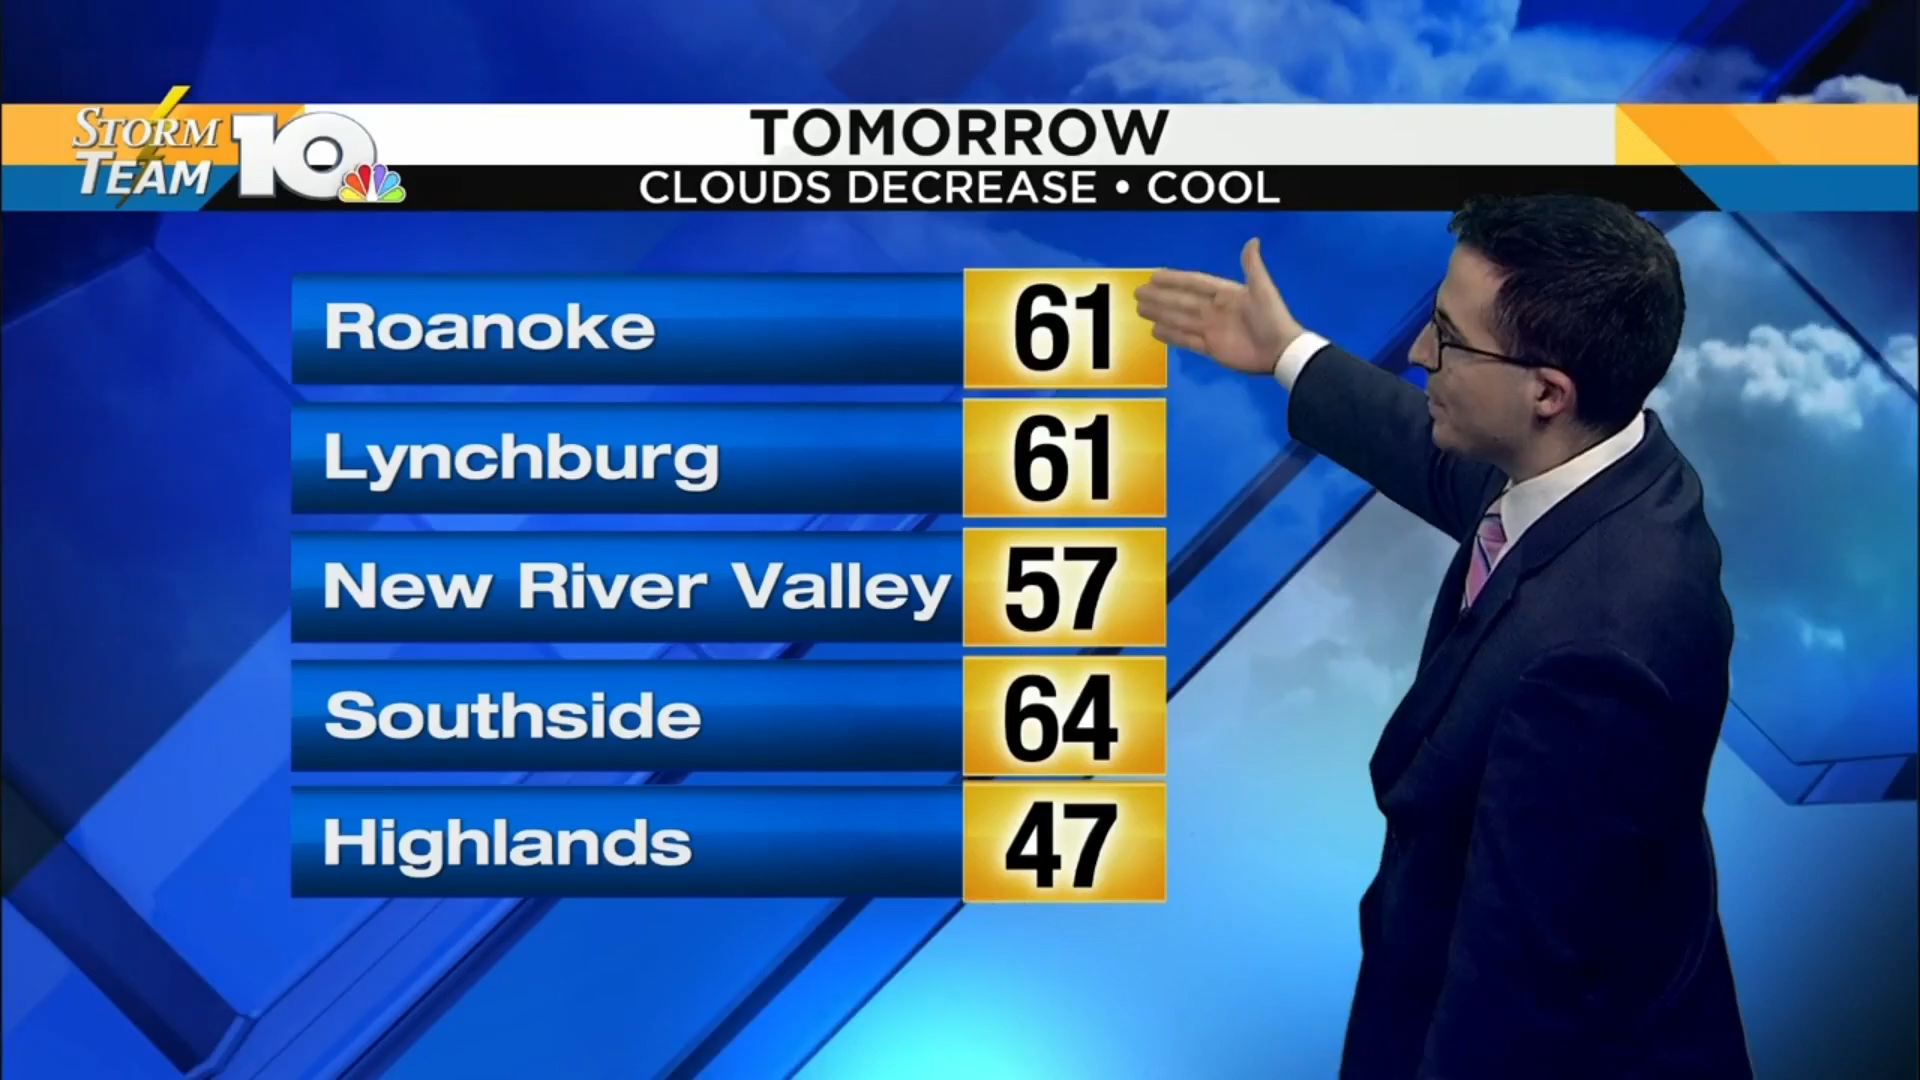 STORM
TEAM
10
TOMORROW
CLOUDS DECREASE • COOL
Roanoke 61
Lynchburg 61
New River Valley 57
Southside 64
Highlands 47